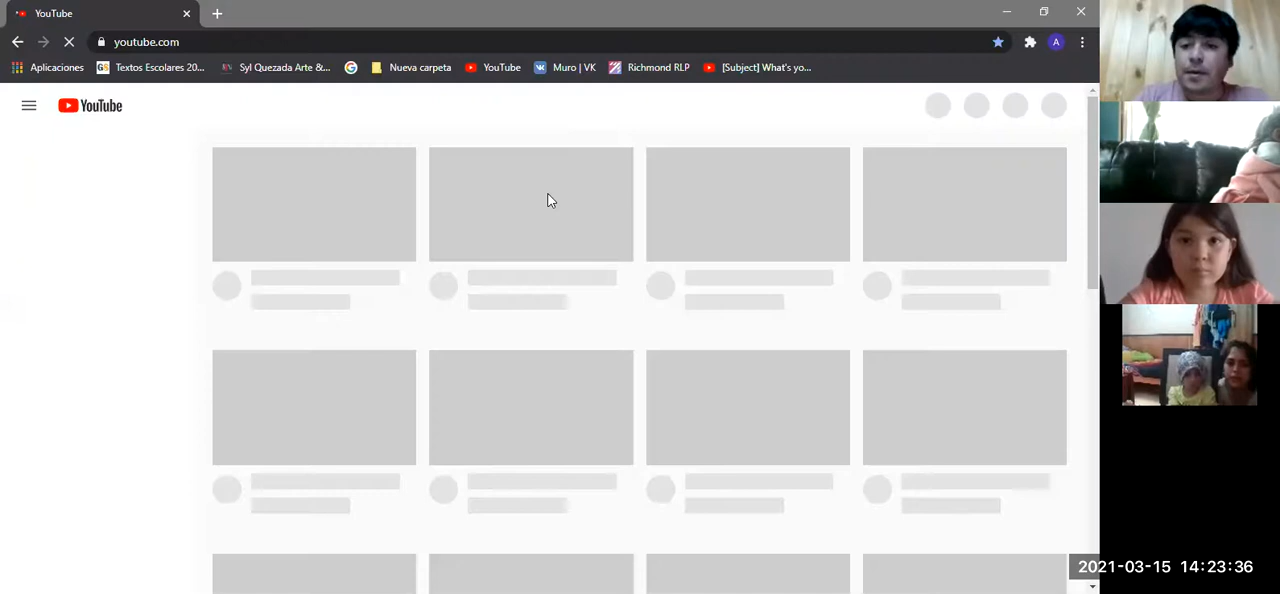 YouTube
youtube.com
A
Aplicaciones
GS Textos Escolares 20...
Syl Quezada Arte &...
Nueva carpeta
YouTube
Muro | VK
Richmond RLP
[Subject] What's yo...
YouTube
2021-03-15 14:23:36